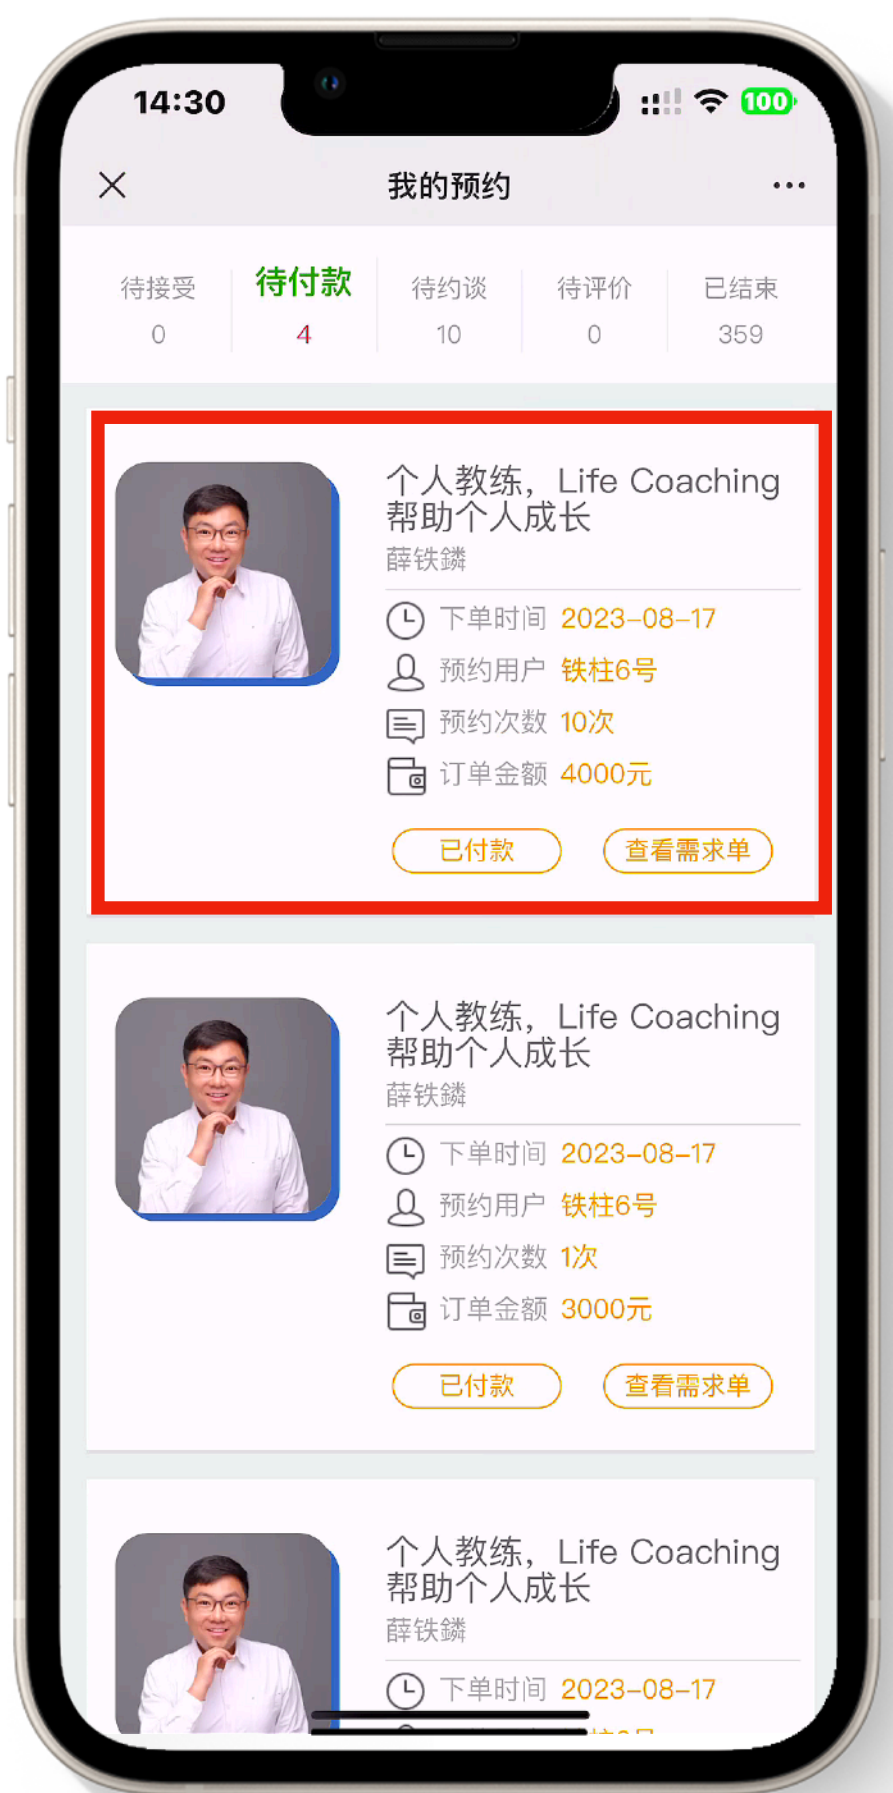 14:30
100
我的预约
待接受
待付款
待约谈
待评价
已结束
0
4
10
0
359
个人教练，Life Coaching
帮助个人成长
薛铁鏻
下单时间 2023-08-17
预约用户 铁柱6号
预约次数 10次
订单金额 4000元
已付款
查看需求单
个人教练，Life Coaching
帮助个人成长
薛铁鏻
下单时间 2023-08-17
预约用户 铁柱6号
预约次数 1次
订单金额 3000元
已付款
查看需求单
个人教练，Life Coaching
帮助个人成长
薛铁鏻
下单时间 2023-08-17